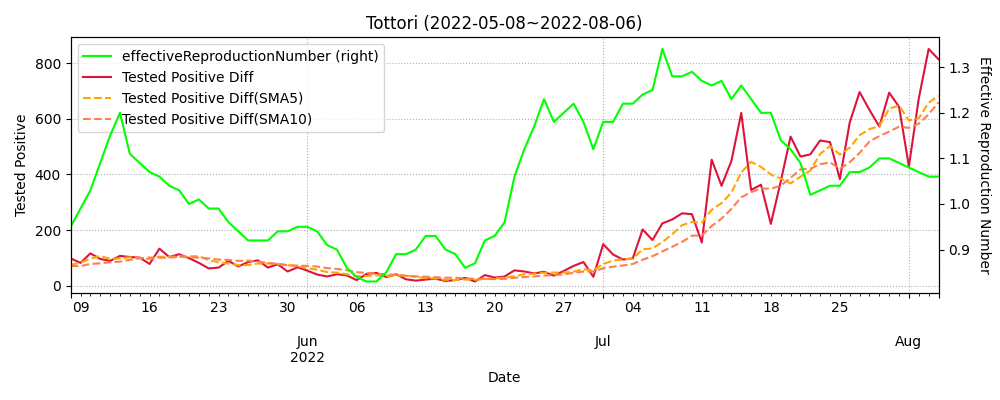 Tottori (2022-05-08~2022-08-06)
effectiveReproductionNumber (right)
Tested Positive Diff
Tested Positive Diff(SMA5)
Tested Positive Diff(SMA10)
Tested Positive
800
600
400
200
0
Effective Reproduction Number
1.3
1.2
1.1
1.0
0.9
09 16 23 30 06 13 20 27 04 11 18 25
Jun Jul Aug
2022
Date